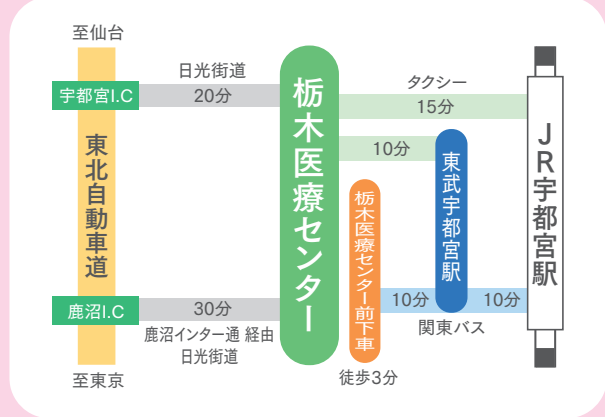 至仙台
宇都宮I.C
日光街道
20分
東北自動車道
鹿沼I.C
30分
鹿沼インター通 経由
日光街道
至東京
栃木医療センター
タクシー
15分
10分
栃木医療センター前下車
徒歩3分
東武宇都宮駅
10分
10分
関東バス
JR宇都宮駅